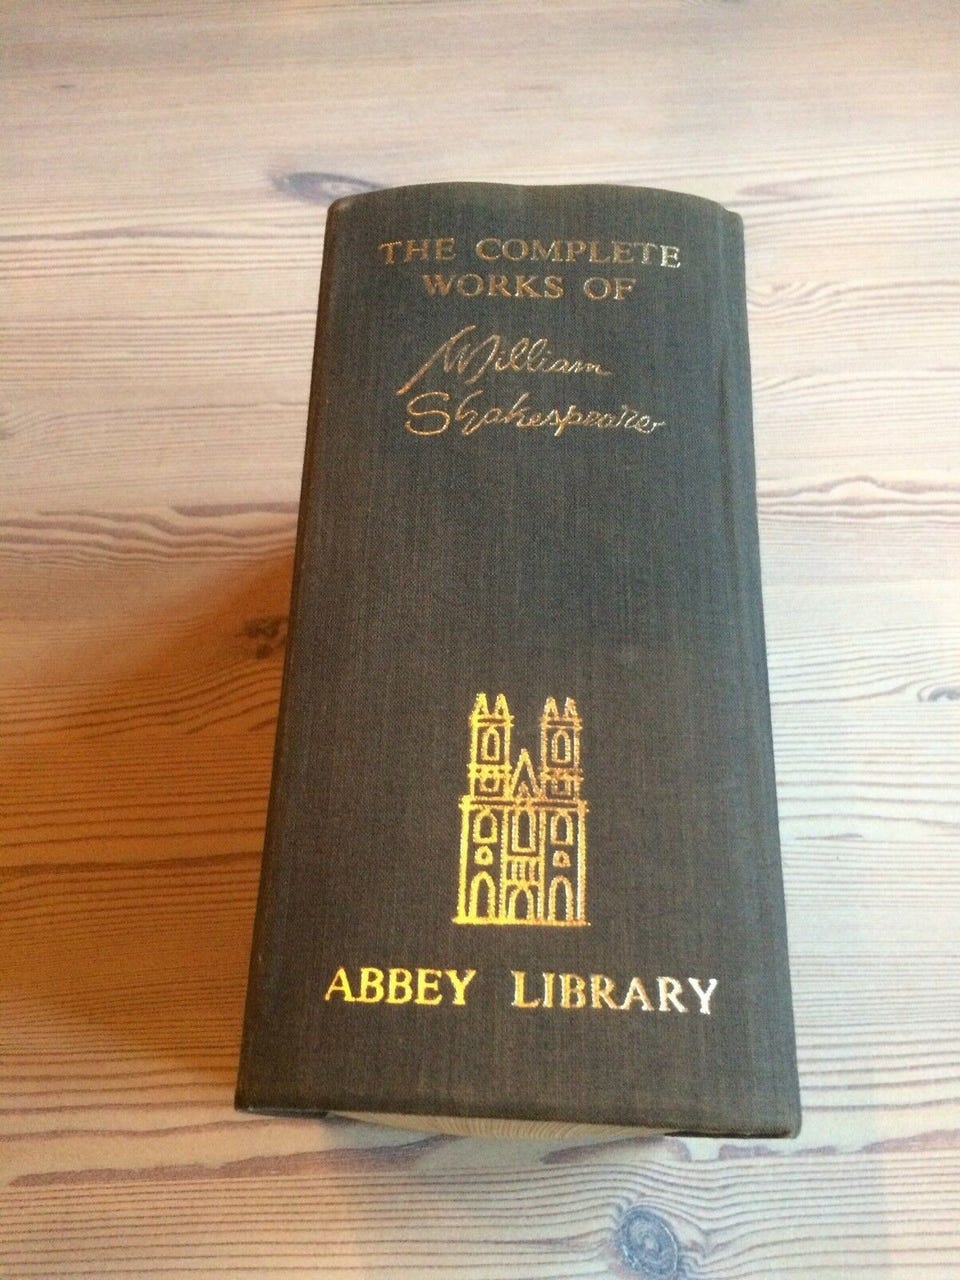 THE COMPLETE
WORKS OF
William
Shakespeare
ABBEY LIBRARY